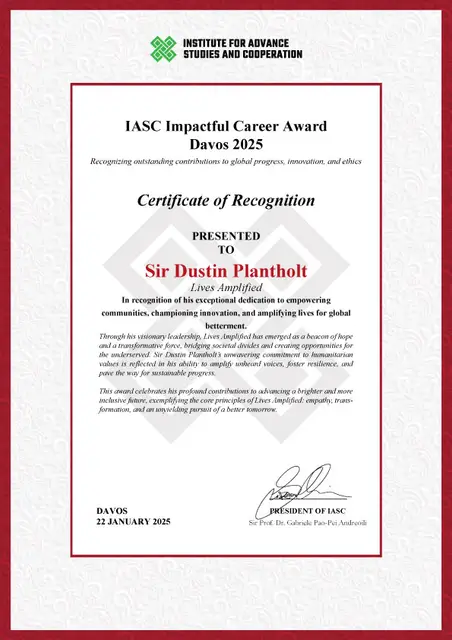 INSTITUTE FOR ADVANCE
STUDIES AND COOPERATION
IASC Impactful Career Award
Davos 2025
Recognizing outstanding contributions to global progress, innovation, and ethics
Certificate of Recognition
PRESENTED
TO
Sir Dustin Plantholt
Lives Amplified
In recognition of his exceptional dedication to empowering
communities, championing innovation, and amplifying lives for global
betterment.
Through his visionary leadership, Lives Amplified has emerged as a beacon of hope
and a transformative force, bridging societal divides and creating opportunities for
the underserved. Sir Dustin Plantholt's unwavering commitment to humanitarian
values is reflected in his ability to amplify unheard voices, foster resilience, and
pave the way for sustainable progress.
This award celebrates his profound contributions to advancing a brighter and more
inclusive future, exemplifying the core principles of Lives Amplified: empathy, trans-
formation, and an unyielding pursuit of a better tomorrow.
DAVOS
22 JANUARY 2025
PRESIDENT OF IASC
Sir Prof. Dr. Gabriele Pao-Pei Andreoli